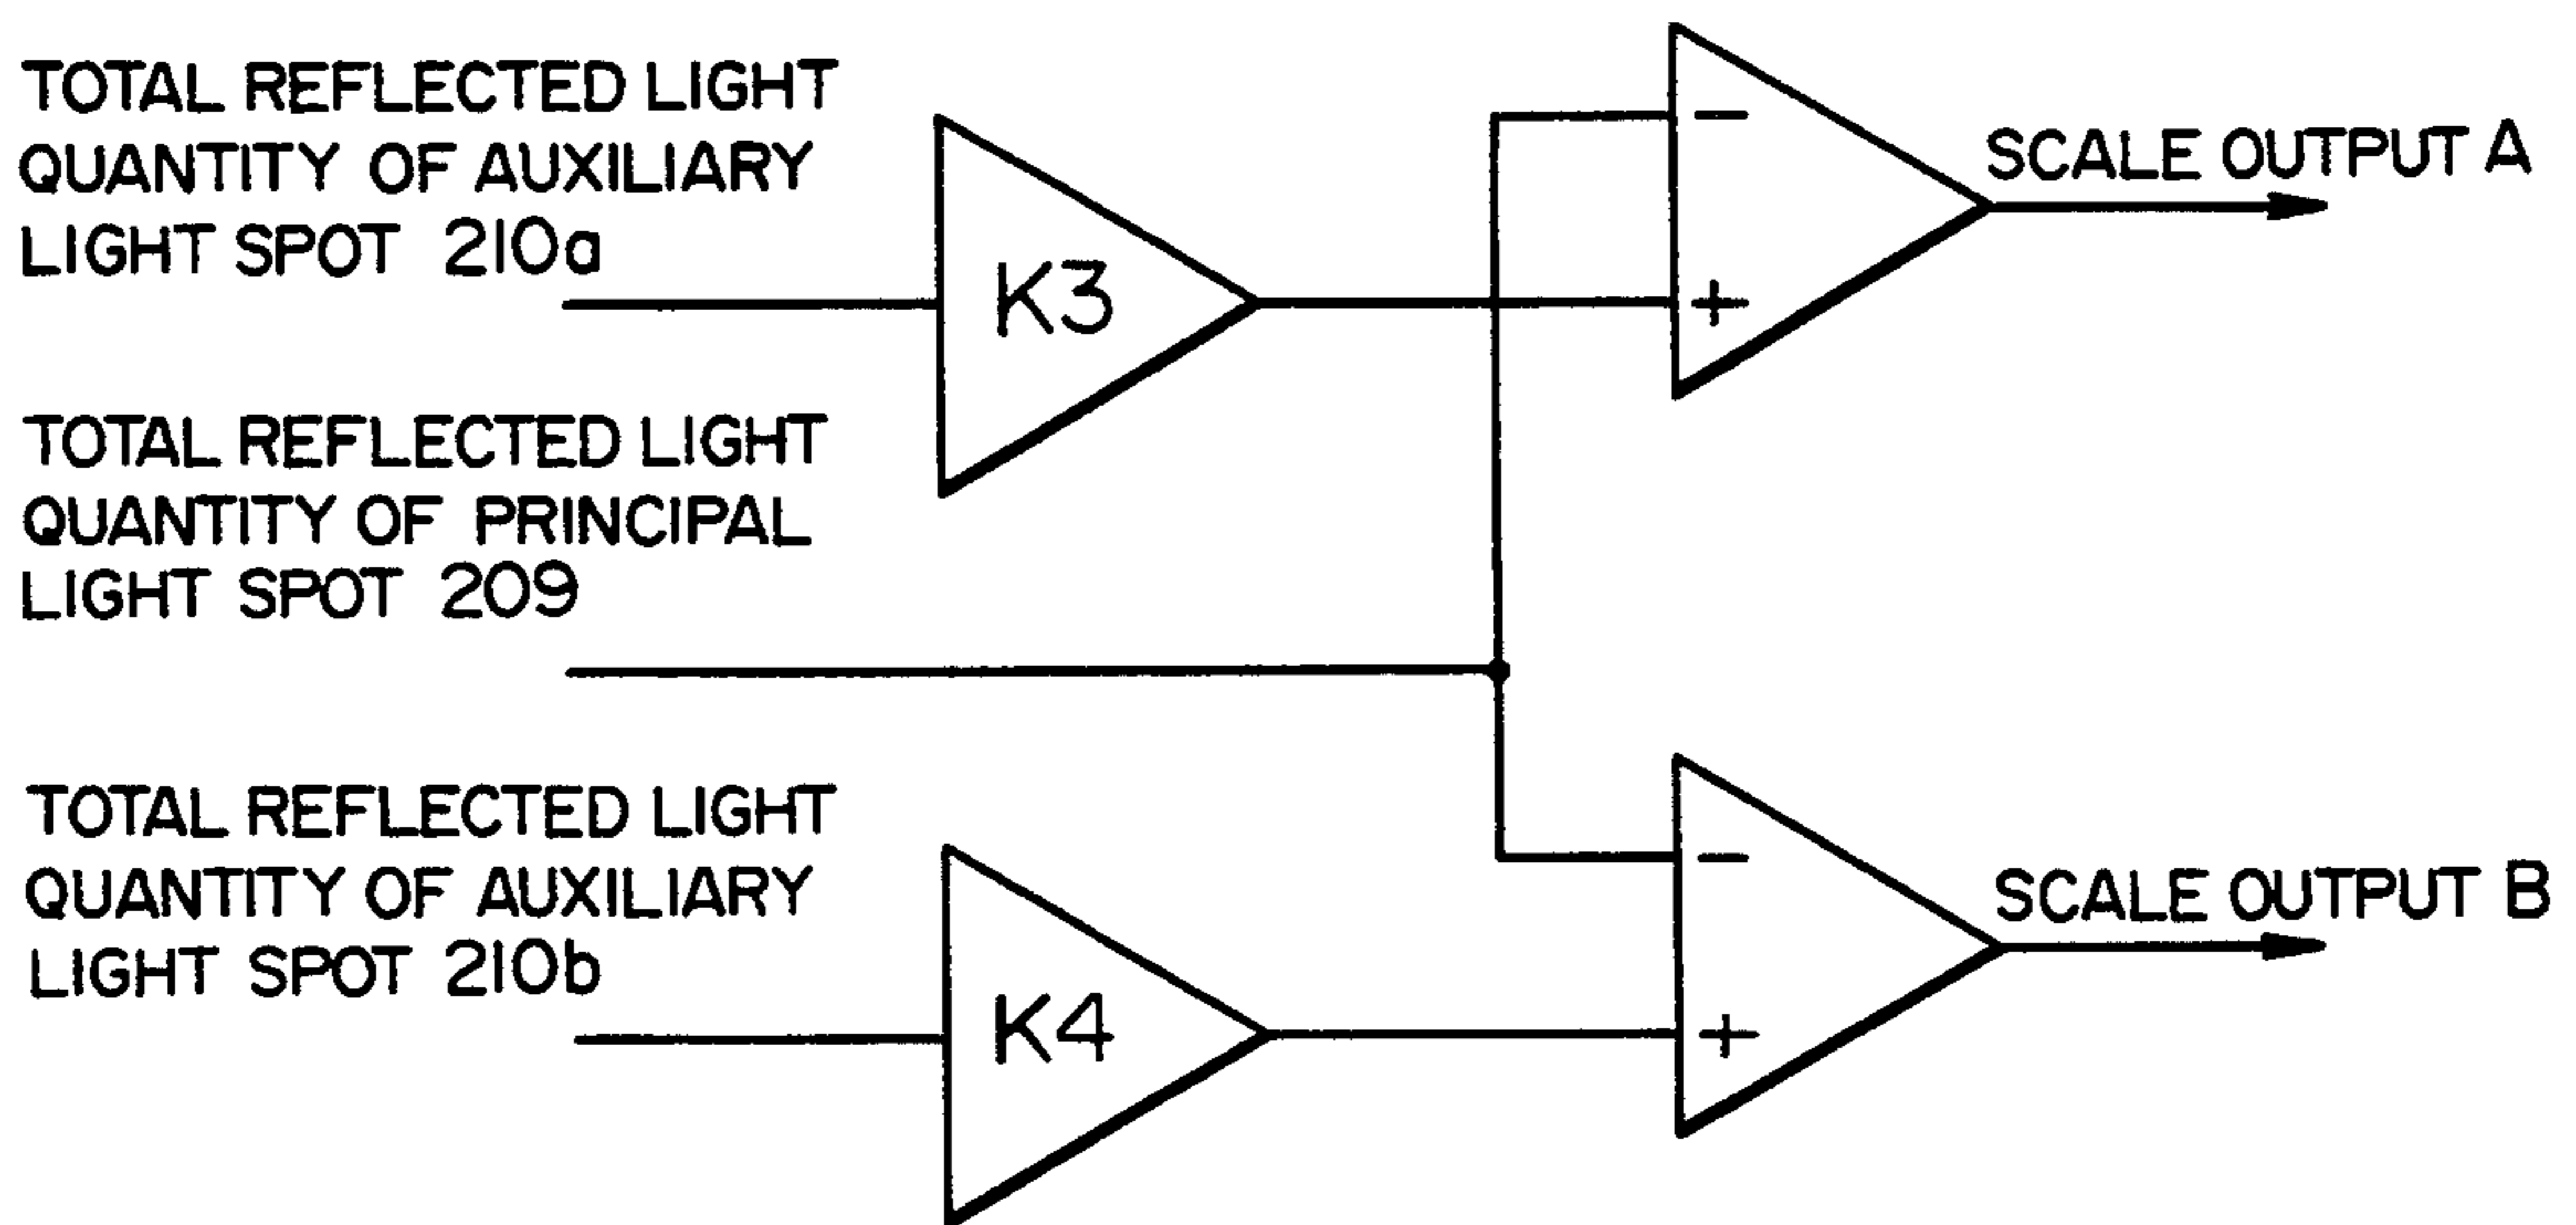 TOTAL REFLECTED LIGHT
QUANTITY OF AUXILIARY
LIGHT SPOT 210a
K3
-
+
SCALE OUTPUT A
TOTAL REFLECTED LIGHT
QUANTITY OF PRINCIPAL
LIGHT SPOT 209
TOTAL REFLECTED LIGHT
QUANTITY OF AUXILIARY
LIGHT SPOT 210b
K4
-
+
SCALE OUTPUT B